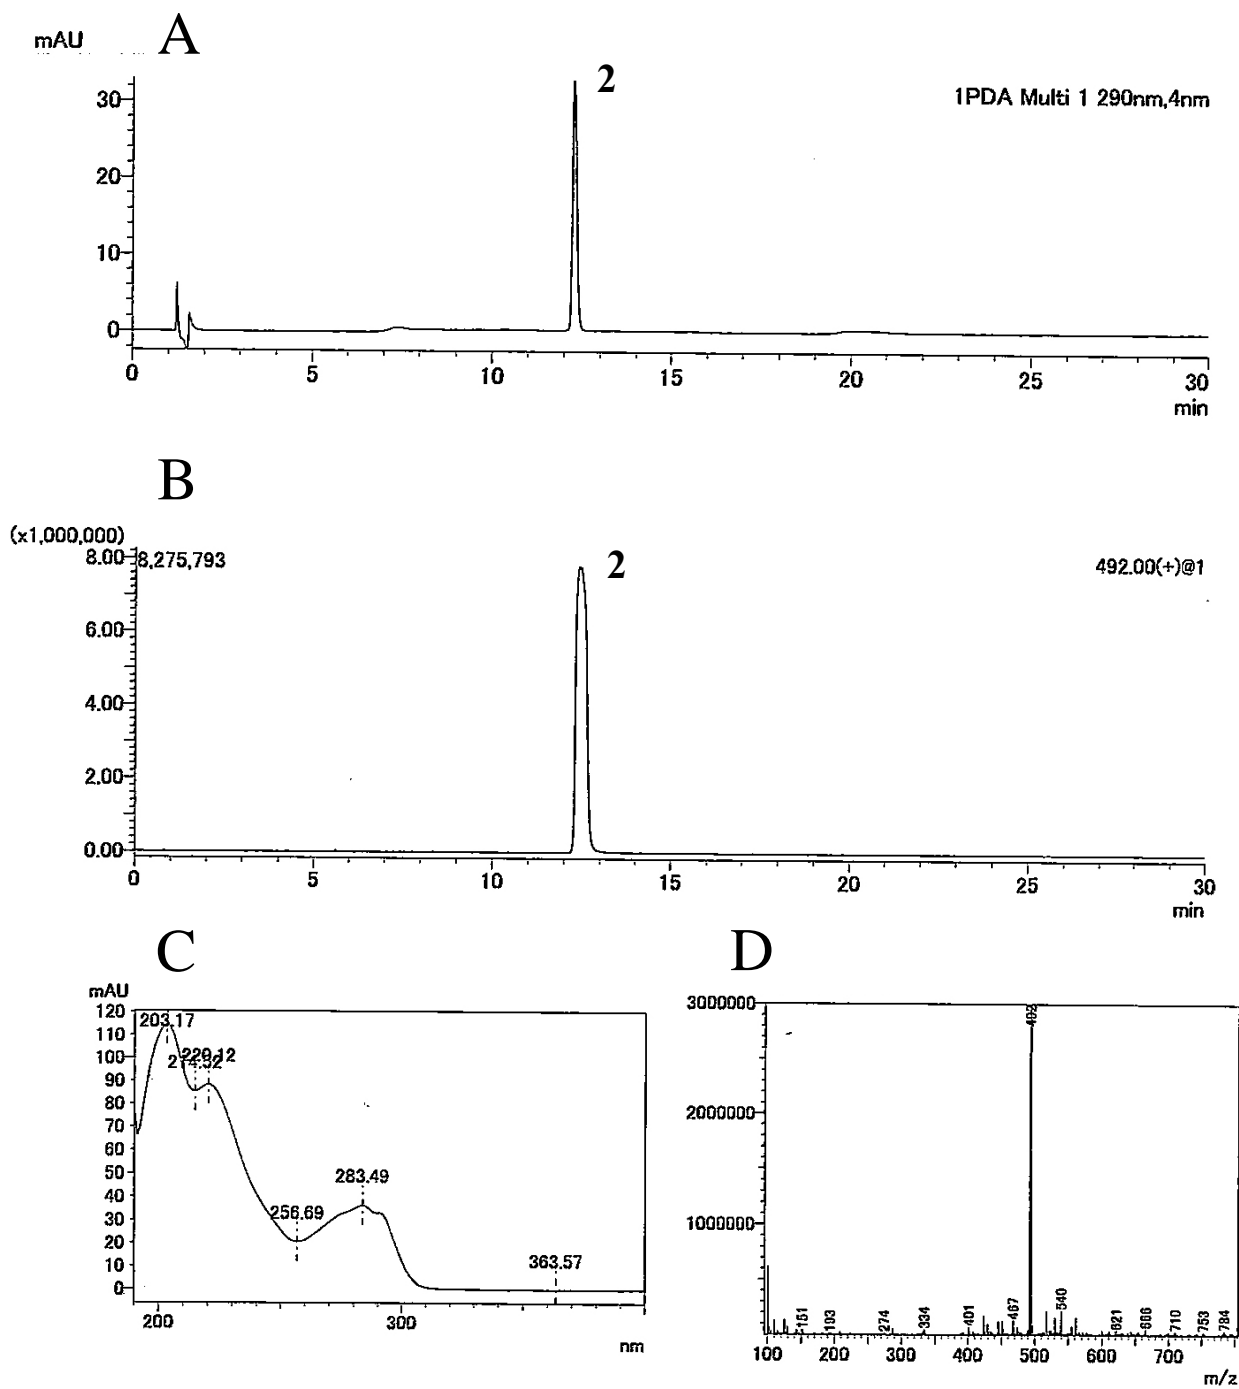 A
mAU
2
1PDA Multi 1 290nm,4nm
30
20
10
0
0 5 10 15 20 25 30
min
B
(x1,000,000)
8.00
8,275,793
2
492.00(+)@1
6.00
4.00
2.00
0.00
0 5 10 15 20 25 30
min
C
mAU
120
110
100
90
80
70
60
50
40
30
20
10
0
203.17
220.12
214.52
283.49
256.69
363.57
200 300
nm
D
3000000
2000000
1000000
492
151 193 274 334 401 467 540 621 666 710 753 784
100 200 300 400 500 600 700
m/z